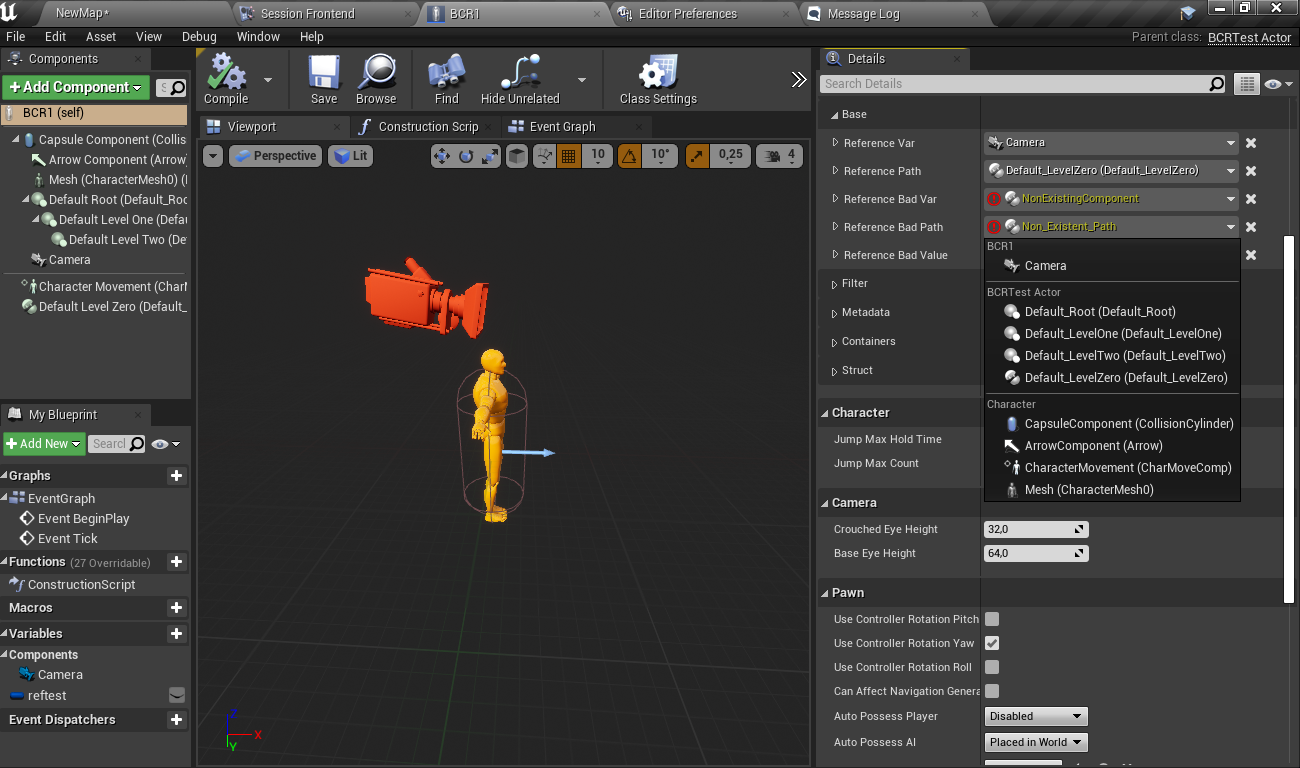 NewMap*
Session Frontend
BCR1
Editor Preferences
Message Log
File Edit Asset View Debug Window Help
Parent class: BCRTest Actor
Components
Add Component
BCR1 (self)
Capsule Component (Collis
Arrow Component (Arrow)
Mesh (CharacterMesh0) (I
Default Root (Default_Roo
Default Level One (Defau
Default Level Two (De
Camera
Character Movement (CharM
Default Level Zero (Default_
My Blueprint
Add New
Search
Graphs
EventGraph
Event BeginPlay
Event Tick
Functions (27 Overridable)
ConstructionScript
Macros
Variables
Components
Camera
reftest
Event Dispatchers
Compile
Save
Browse
Find
Hide Unrelated
Class Settings
Viewport
Construction Scrip
Event Graph
Perspective
Lit
10
10°
0,25
4
Z
X
Y
Details
Search Details
Base
Reference Var
Camera
Reference Path
Default_LevelZero (Default_LevelZero)
Reference Bad Var
NonExistingComponent
Reference Bad Path
Non_Existent_Path
Reference Bad Value
Filter
Metadata
Containers
Struct
BCR1
Camera
BCRTest Actor
Default_Root (Default_Root)
Default_LevelOne (Default_LevelOne)
Default_LevelTwo (Default_LevelTwo)
Default_LevelZero (Default_LevelZero)
Character
CapsuleComponent (CollisionCylinder)
ArrowComponent (Arrow)
CharacterMovement (CharMoveComp)
Mesh (CharacterMesh0)
Character
Jump Max Hold Time
Jump Max Count
Camera
Crouched Eye Height
32,0
Base Eye Height
64,0
Pawn
Use Controller Rotation Pitch
Use Controller Rotation Yaw
Use Controller Rotation Roll
Can Affect Navigation Genera
Auto Possess Player
Disabled
Auto Possess AI
Placed in World